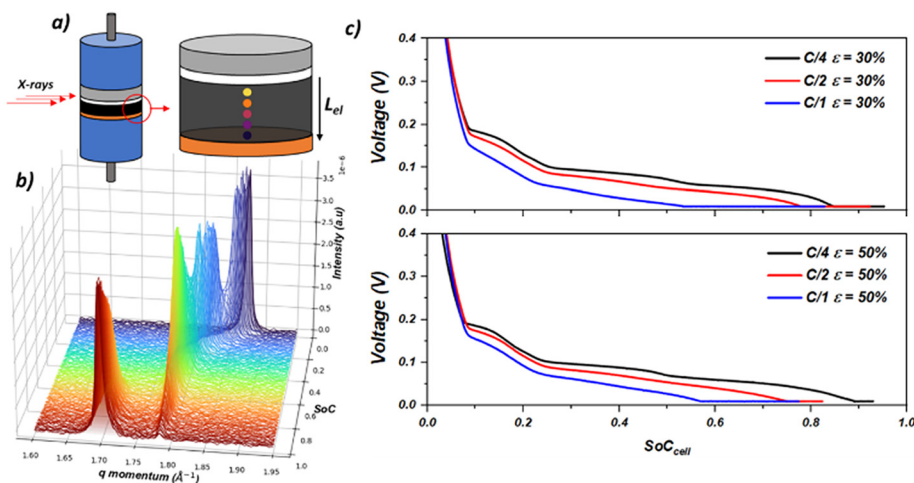 a)
X-rays
L_el
b)
1e−6
3.5
3.0
2.5
2.0
1.5
1.0
0.5
0.0
Intensity (a.u)
0.0
0.2
0.4
0.6
0.8
SoC
1.60
1.65
1.70
1.75
1.80
1.85
1.90
1.95
q momentum (Å⁻¹)
c)
0.4
0.3
0.2
0.1
0.0
Voltage (V)
C/4 ε = 30%
C/2 ε = 30%
C/1 ε = 30%
0.4
0.3
0.2
0.1
0.0
Voltage (V)
C/4 ε = 50%
C/2 ε = 50%
C/1 ε = 50%
0.0 0.2 0.4 0.6 0.8 1.0
SoC_cell